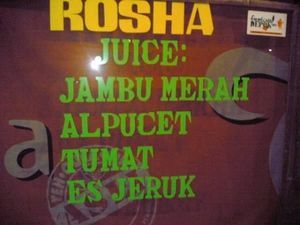 ROSHA
JUICE:
JAMBU MERAH
ALPUCET
TUMAT
ES JERUK